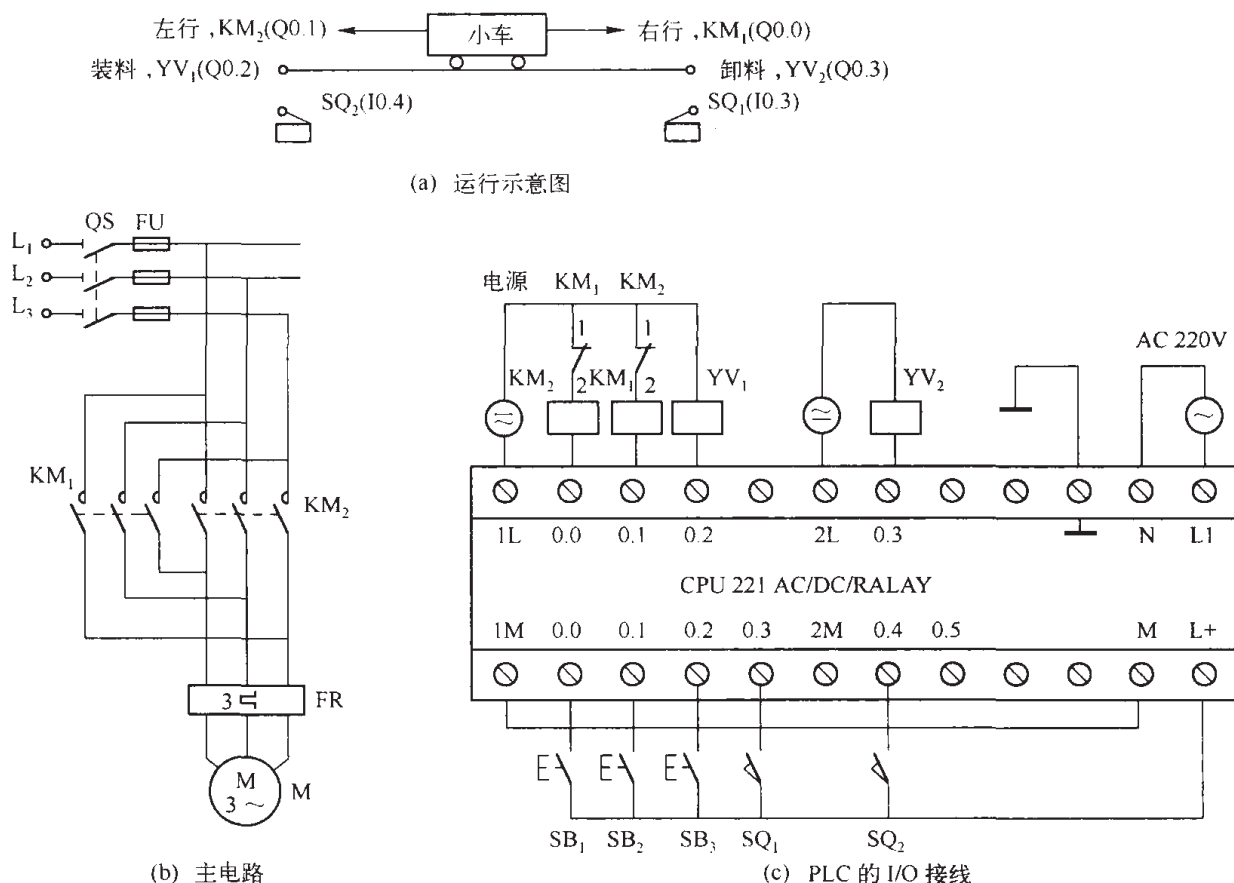 左行,KM₂(Q0.1)
小车
右行,KM₁(Q0.0)
装料,YV₁(Q0.2)
卸料,YV₂(Q0.3)
SQ₂(I0.4)
SQ₁(I0.3)
(a) 运行示意图
QS FU
L₁
L₂
L₃
KM₁
KM₂
3
FR
M
3~
M
(b) 主电路
电源 KM₁ KM₂
AC 220V
1 1
KM₂ 2 KM₁ 2 YV₁ YV₂
1L 0.0 0.1 0.2 2L 0.3 N L1
CPU 221 AC/DC/RALAY
1M 0.0 0.1 0.2 0.3 2M 0.4 0.5 M L+
SB₁ SB₂ SB₃ SQ₁ SQ₂
(c) PLC 的 I/O 接线